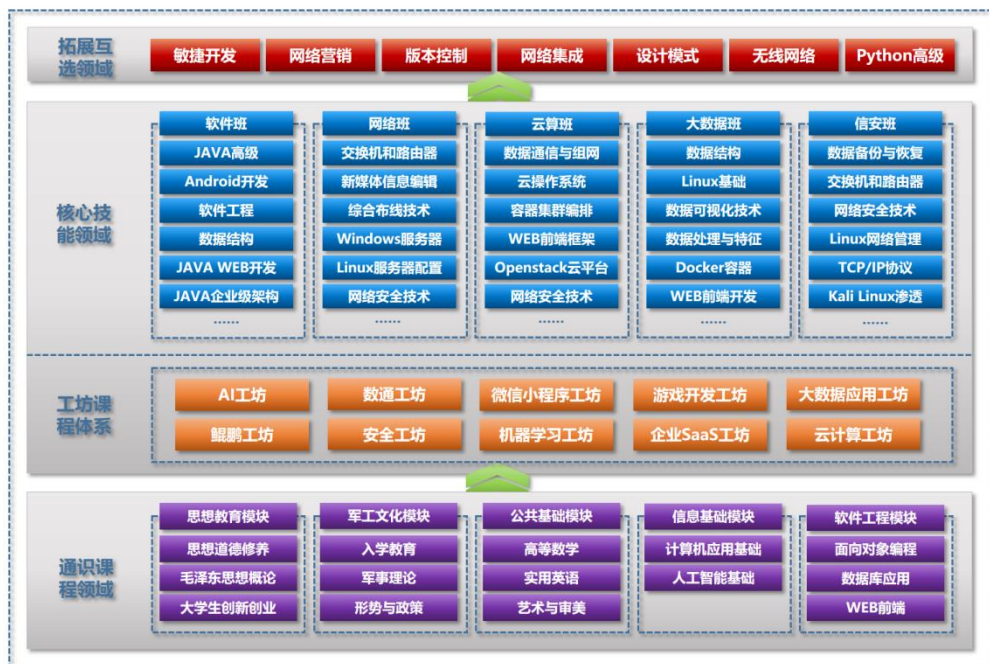 拓展互
选领域
敏捷开发 网络营销 版本控制 网络集成 设计模式 无线网络 Python高级
核心技
能领域
软件班 网络班 云算班 大数据班 信安班
JAVA高级 交换机和路由器 数据通信与组网 数据结构 数据备份与恢复
Android开发 新媒体信息编辑 云操作系统 Linux基础 交换机和路由器
软件工程 综合布线技术 容器集群编排 数据可视化技术 网络安全技术
数据结构 Windows服务器 WEB前端框架 数据处理与特征 Linux网络管理
JAVA WEB开发 Linux服务器配置 Openstack云平台 Docker容器 TCP/IP协议
JAVA企业级架构 网络安全技术 网络安全技术 WEB前端开发 Kali Linux渗透
...... ...... ...... ...... ......
工坊课
程体系
AI工坊 数通工坊 微信小程序工坊 游戏开发工坊 大数据应用工坊
鲲鹏工坊 安全工坊 机器学习工坊 企业SaaS工坊 云计算工坊
通识课
程领域
思想教育模块 军工文化模块 公共基础模块 信息基础模块 软件工程模块
思想道德修养 入学教育 高等数学 计算机应用基础 面向对象编程
毛泽东思想概论 军事理论 实用英语 人工智能基础 数据库应用
大学生创新创业 形势与政策 艺术与审美 WEB前端